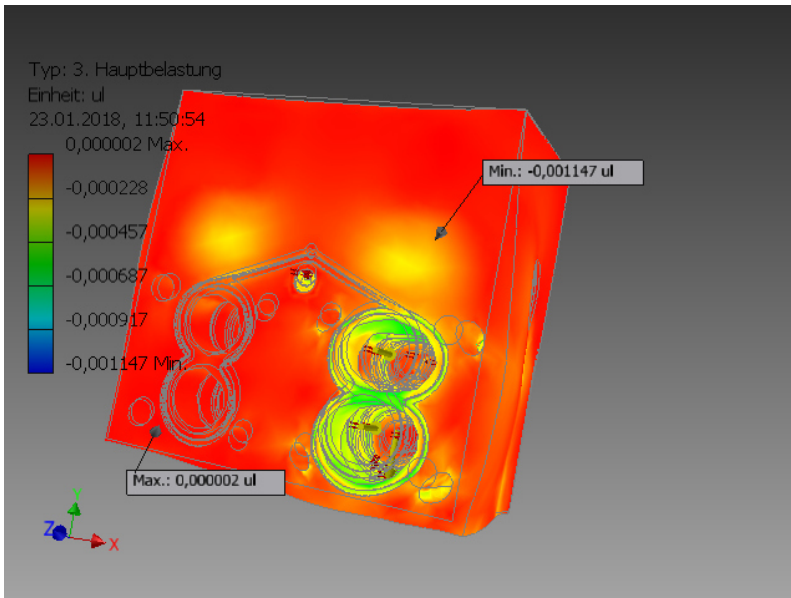 Typ: 3. Hauptbelastung
Einheit: ul
23.01.2018, 11:50:54
0,000002 Max.
-0,000228
-0,000457
-0,000687
-0,000917
-0,001147 Min.
Min.: -0,001147 ul
Max.: 0,000002 ul
Y
Z
X